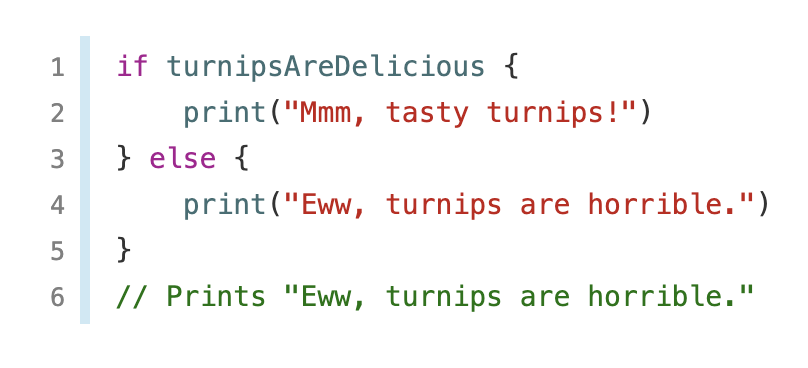 1 if turnipsAreDelicious {
2     print("Mmm, tasty turnips!")
3 } else {
4     print("Eww, turnips are horrible.")
5 }
6 // Prints "Eww, turnips are horrible."